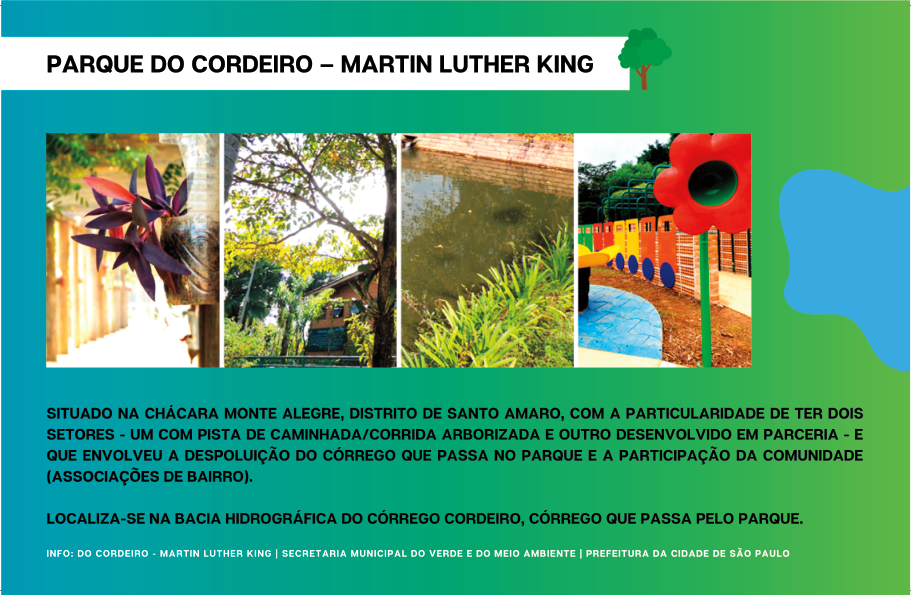 PARQUE DO CORDEIRO – MARTIN LUTHER KING
SITUADO NA CHÁCARA MONTE ALEGRE, DISTRITO DE SANTO AMARO, COM A PARTICULARIDADE DE TER DOIS
SETORES - UM COM PISTA DE CAMINHADA/CORRIDA ARBORIZADA E OUTRO DESENVOLVIDO EM PARCERIA - E
QUE ENVOLVEU A DESPOLUIÇÃO DO CÓRREGO QUE PASSA NO PARQUE E A PARTICIPAÇÃO DA COMUNIDADE
(ASSOCIAÇÕES DE BAIRRO).
LOCALIZA-SE NA BACIA HIDROGRÁFICA DO CÓRREGO CORDEIRO, CÓRREGO QUE PASSA PELO PARQUE.
INFO: DO CORDEIRO - MARTIN LUTHER KING | SECRETARIA MUNICIPAL DO VERDE E DO MEIO AMBIENTE | PREFEITURA DA CIDADE DE SÃO PAULO